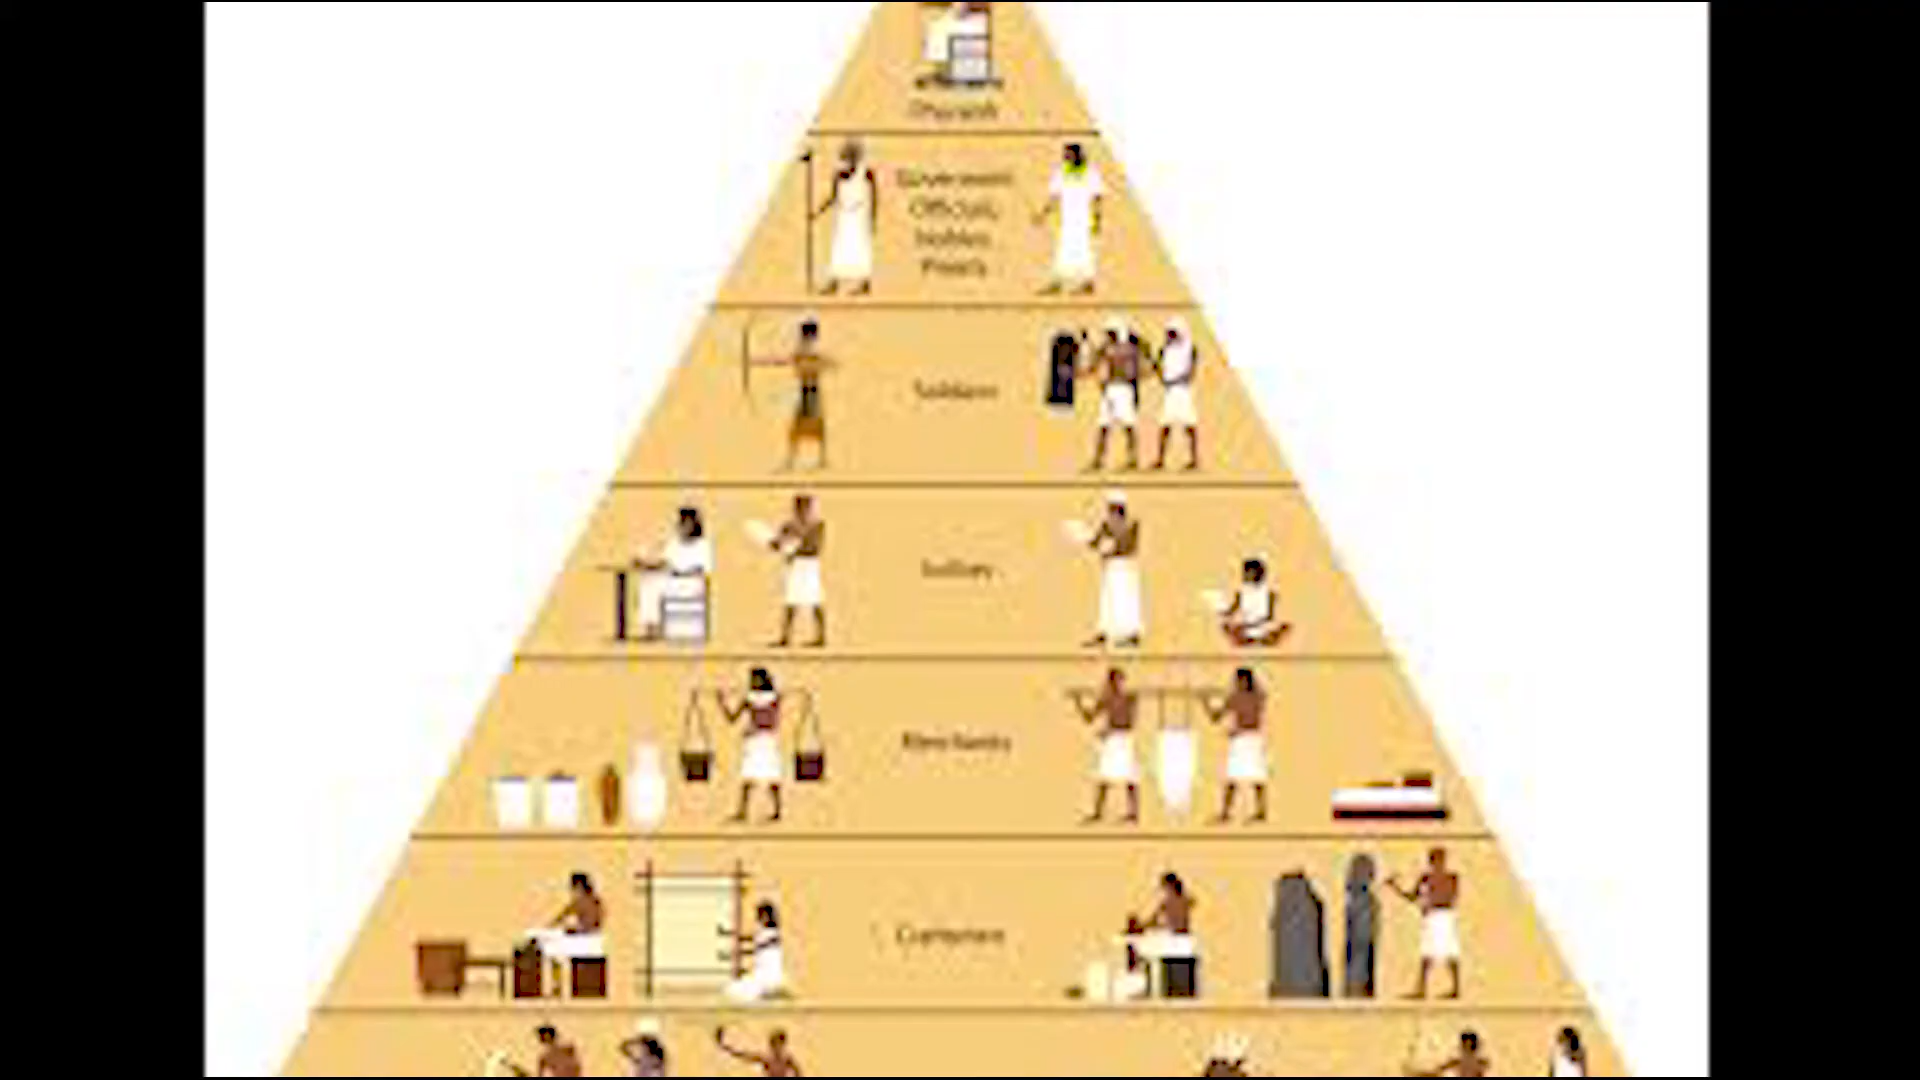 Pharaoh
Government
Officials,
Nobles,
Priests
Soldiers
Scribes
Merchants
Craftsmen